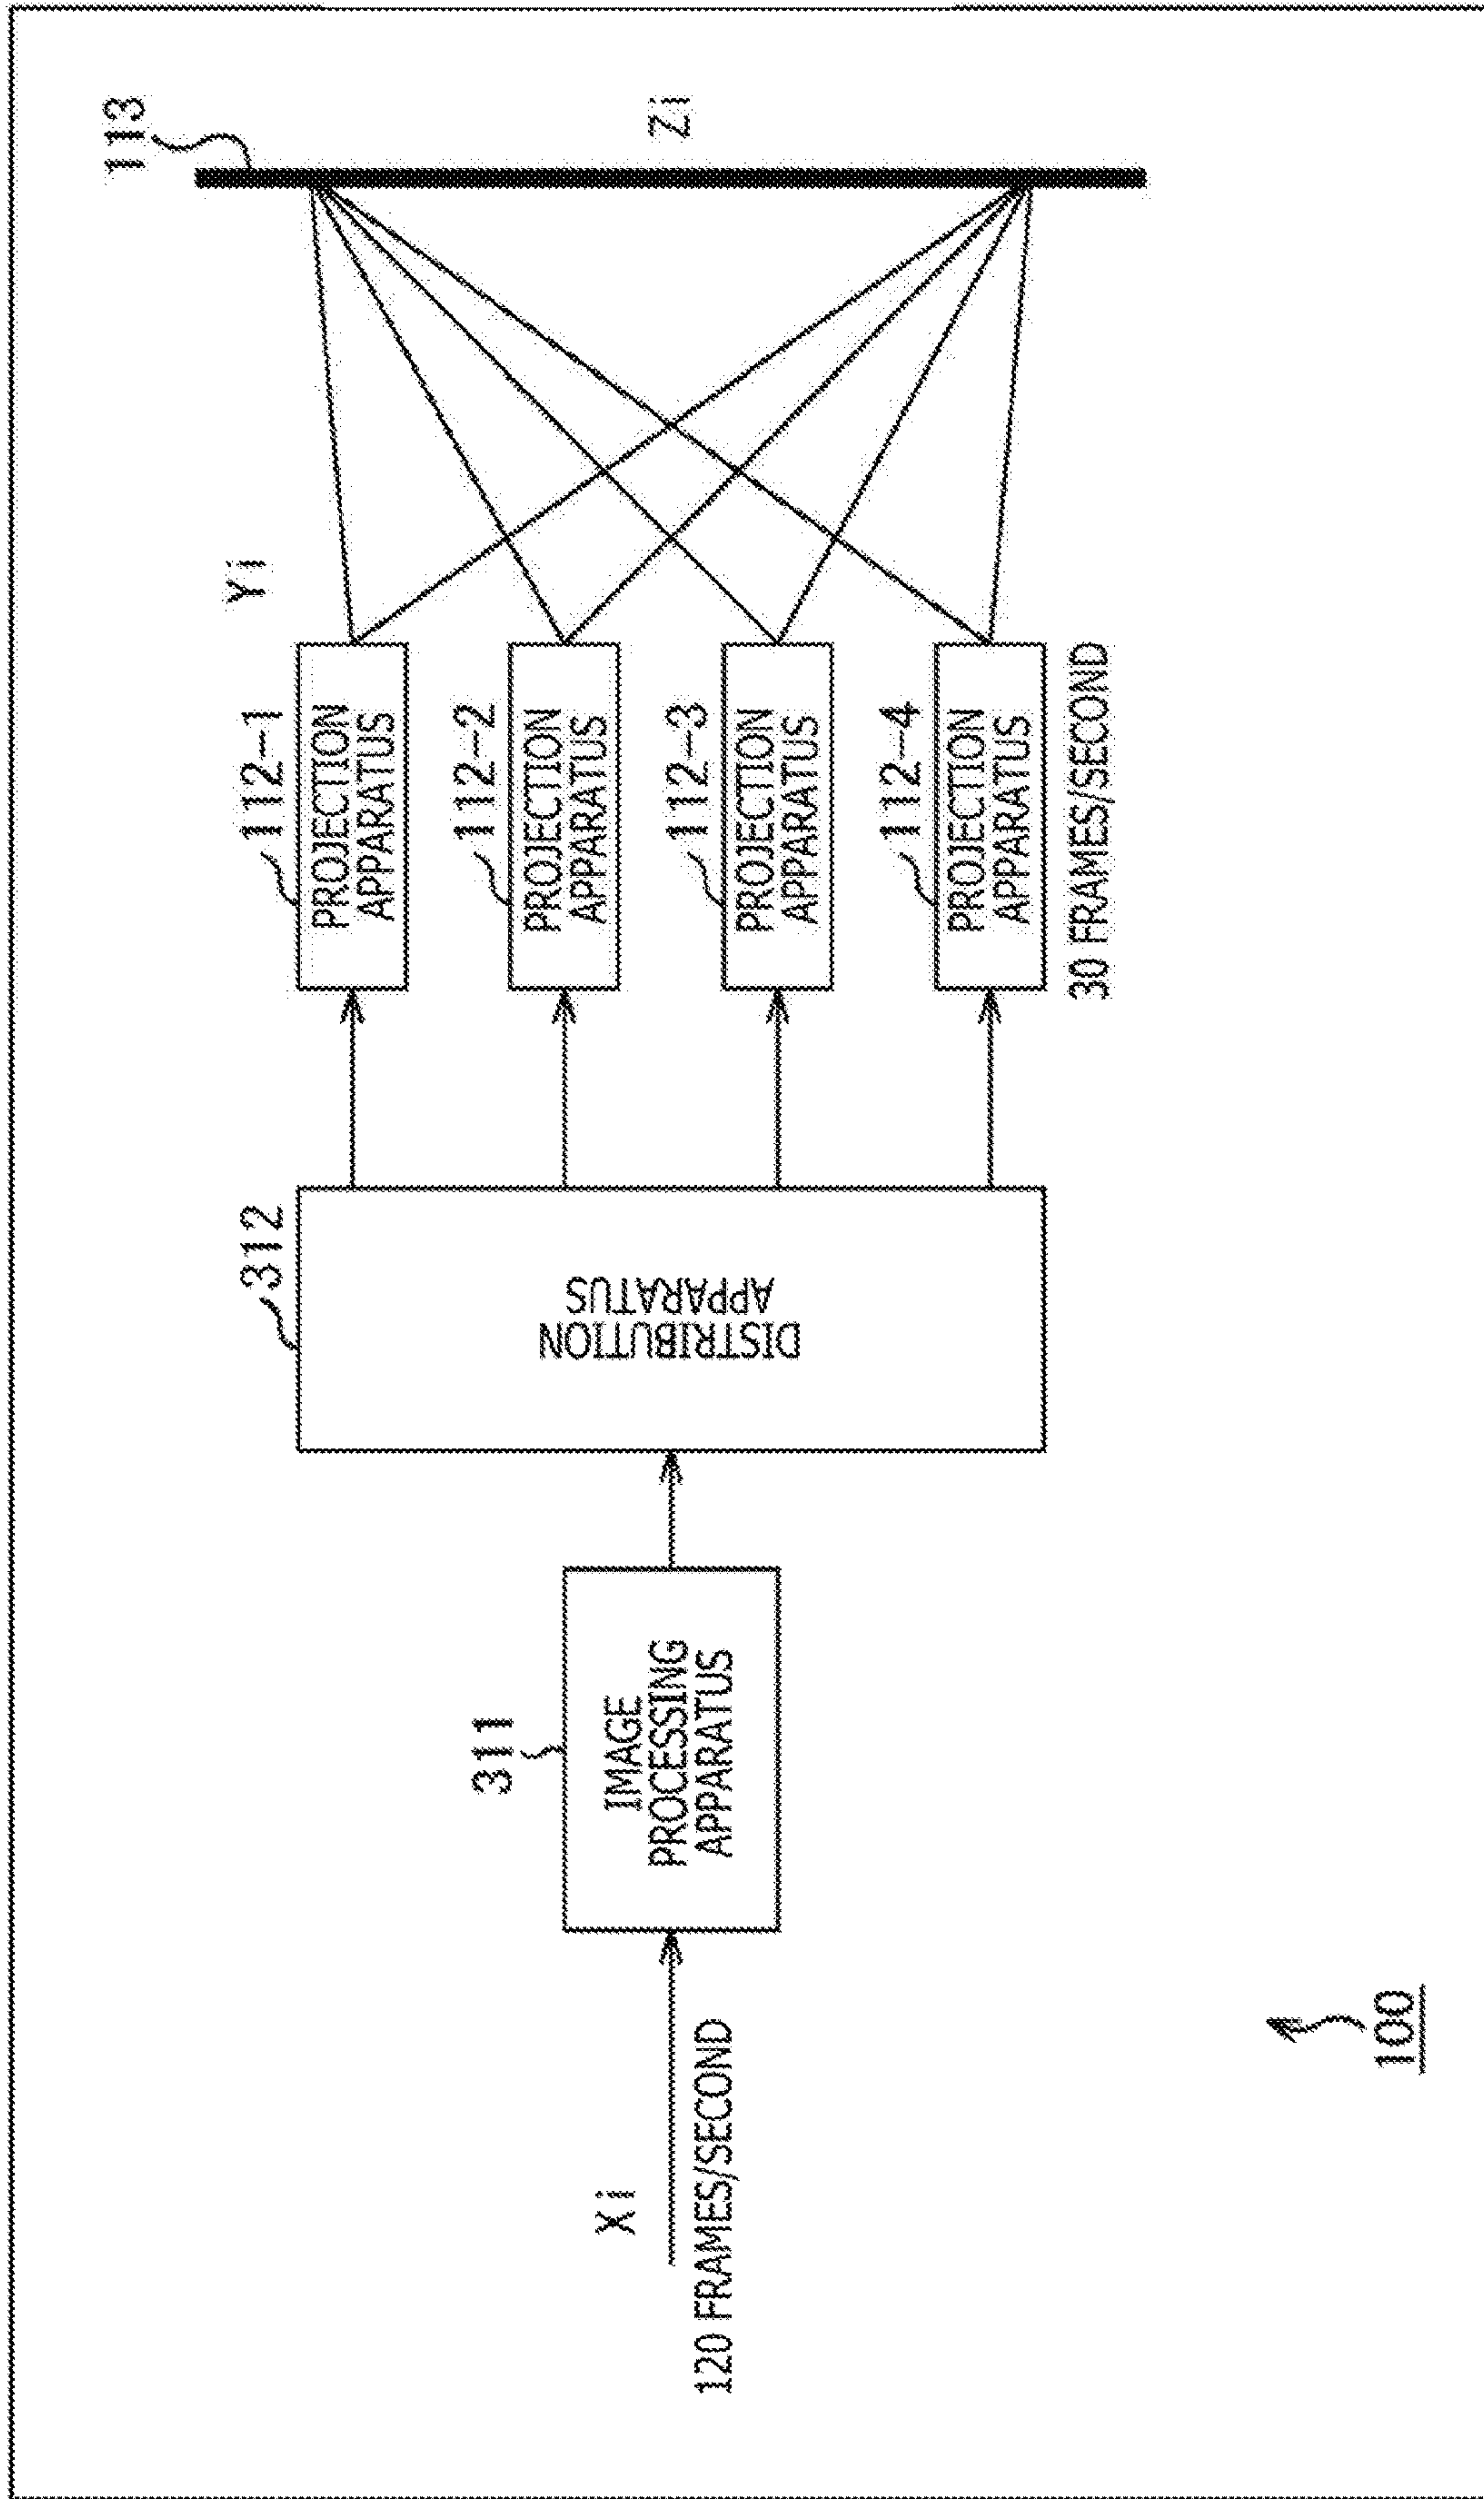 Xi
120 FRAMES/SECOND
311
IMAGE
PROCESSING
APPARATUS
312
DISTRIBUTION
APPARATUS
Yi
112-1
PROJECTION
APPARATUS
112-2
PROJECTION
APPARATUS
112-3
PROJECTION
APPARATUS
112-4
PROJECTION
APPARATUS
30 FRAMES/SECOND
113
Zi
100